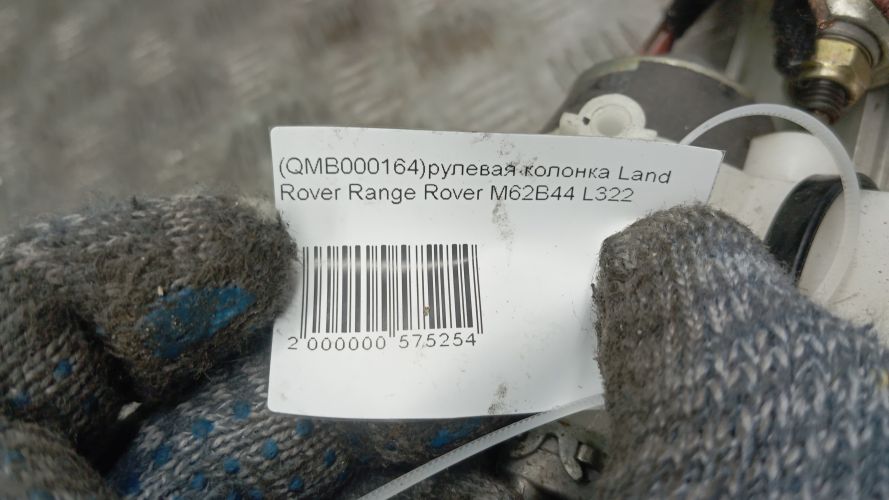 (QMB000164)рулевая колонка Land
Rover Range Rover M62B44 L322
2 000000 575254